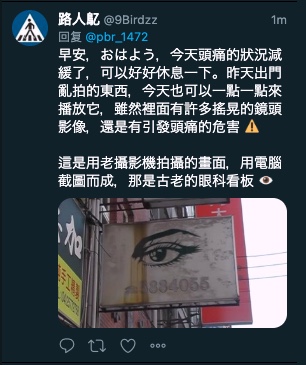 路人 @9Birdzz 1m
回复 @pbr_1472
早安，おはよう，今天頭痛的狀況減
緩了，可以好好休息一下。昨天出門
亂拍的東西，今天也可以一點一點來
播放它，雖然裡面有許多搖晃的鏡頭
影像，還是有引發頭痛的危害 ⚠️
這是用老攝影機拍攝的畫面，用電腦
截圖而成，那是古老的眼科看板 👁️
加
834055